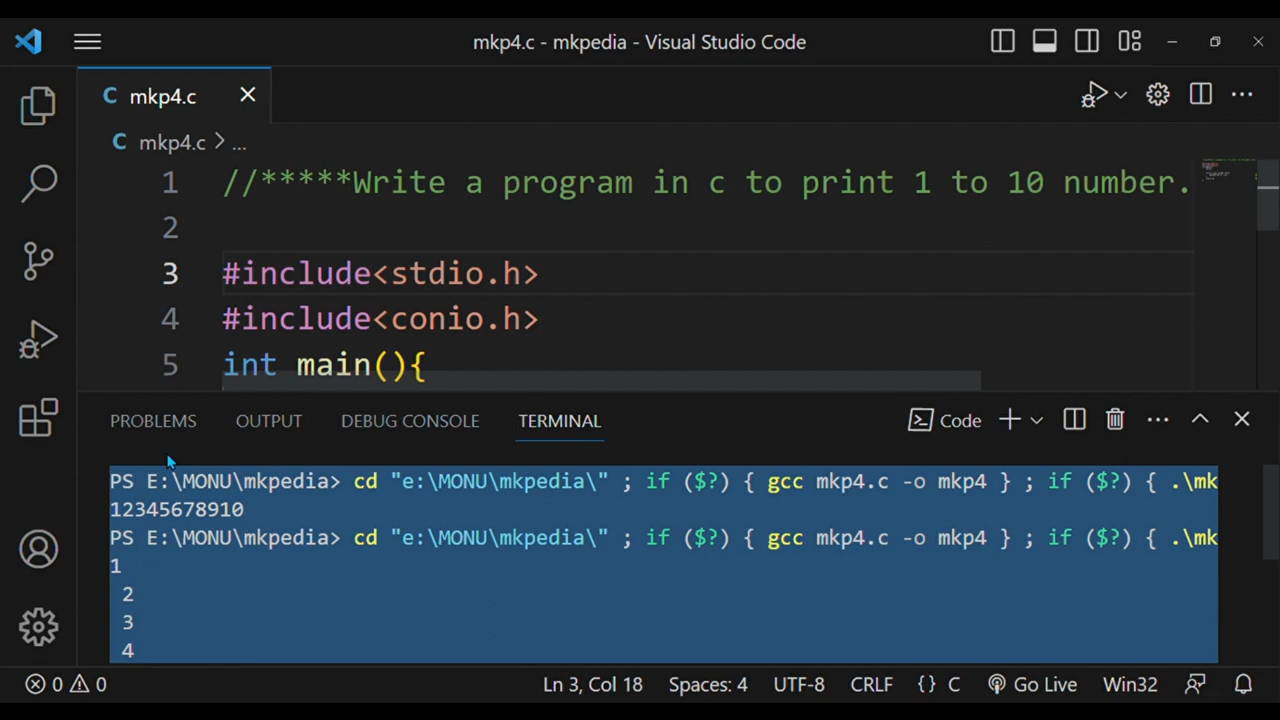 mkp4.c - mkpedia - Visual Studio Code
C mkp4.c
C mkp4.c > ...
1 //*****Write a program in c to print 1 to 10 number.
2
3 #include<stdio.h>
4 #include<conio.h>
5 int main(){
PROBLEMS OUTPUT DEBUG CONSOLE TERMINAL Code
PS E:\MONU\mkpedia> cd "e:\MONU\mkpedia\" ; if ($?) { gcc mkp4.c -o mkp4 } ; if ($?) { .\mk
12345678910
PS E:\MONU\mkpedia> cd "e:\MONU\mkpedia\" ; if ($?) { gcc mkp4.c -o mkp4 } ; if ($?) { .\mk
1
2
3
4
0 0 Ln 3, Col 18 Spaces: 4 UTF-8 CRLF {} C Go Live Win32